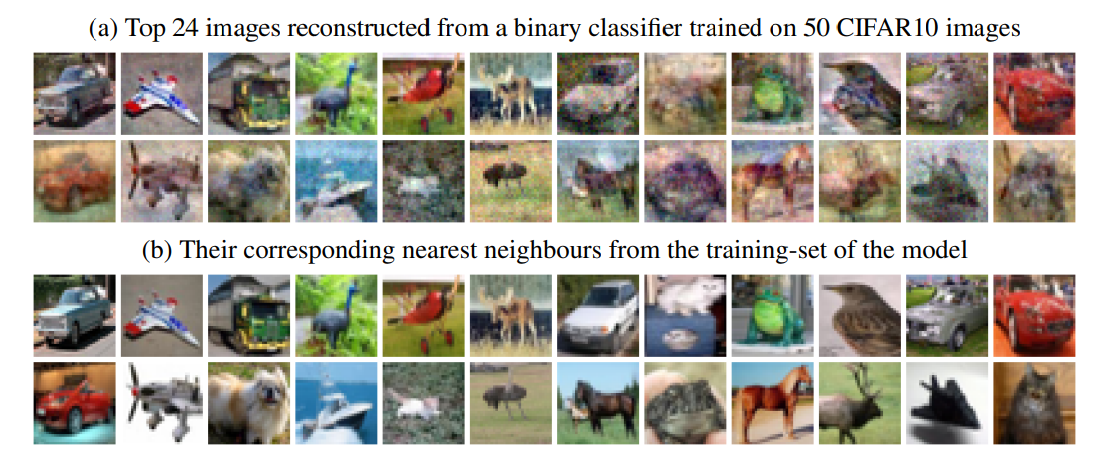 (a) Top 24 images reconstructed from a binary classifier trained on 50 CIFAR10 images
(b) Their corresponding nearest neighbours from the training-set of the model